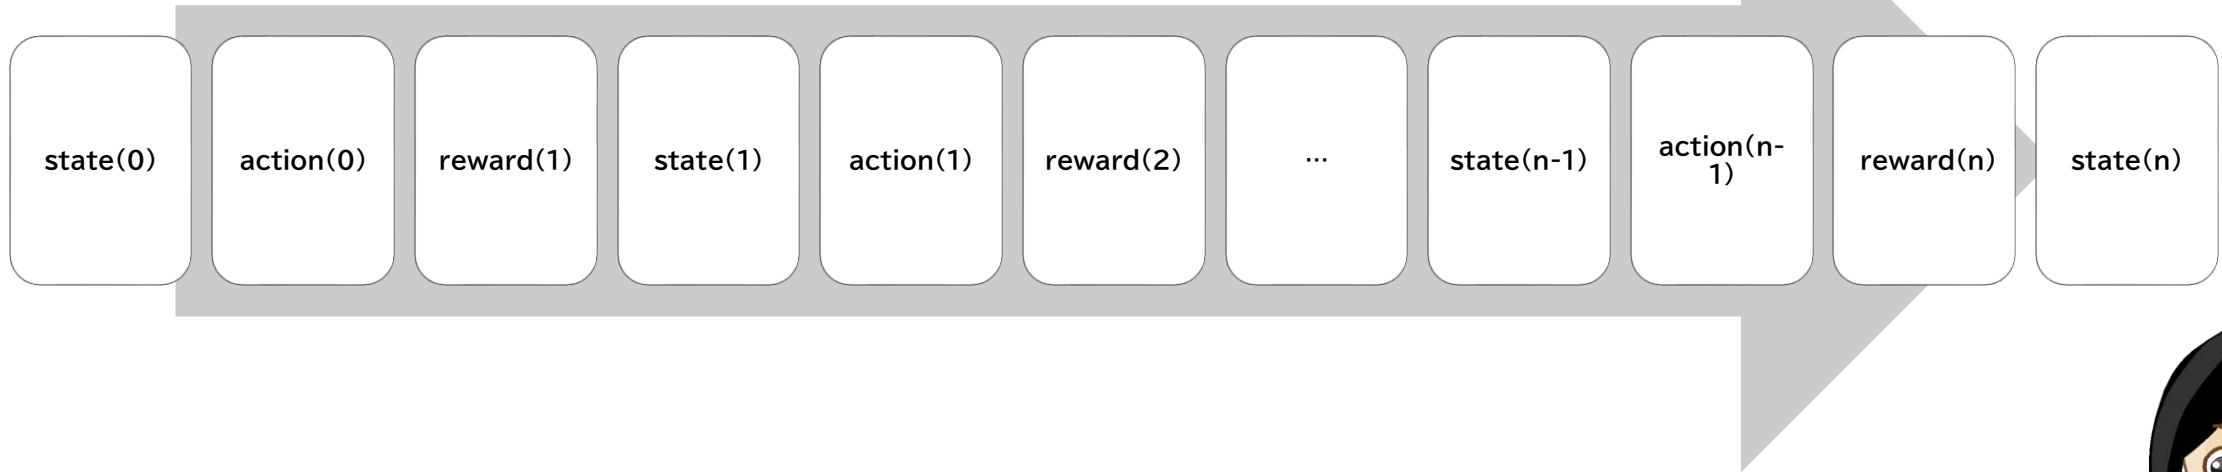 state(0)
action(0)
reward(1)
state(1)
action(1)
reward(2)
...
state(n-1)
action(n-
1)
reward(n)
state(n)